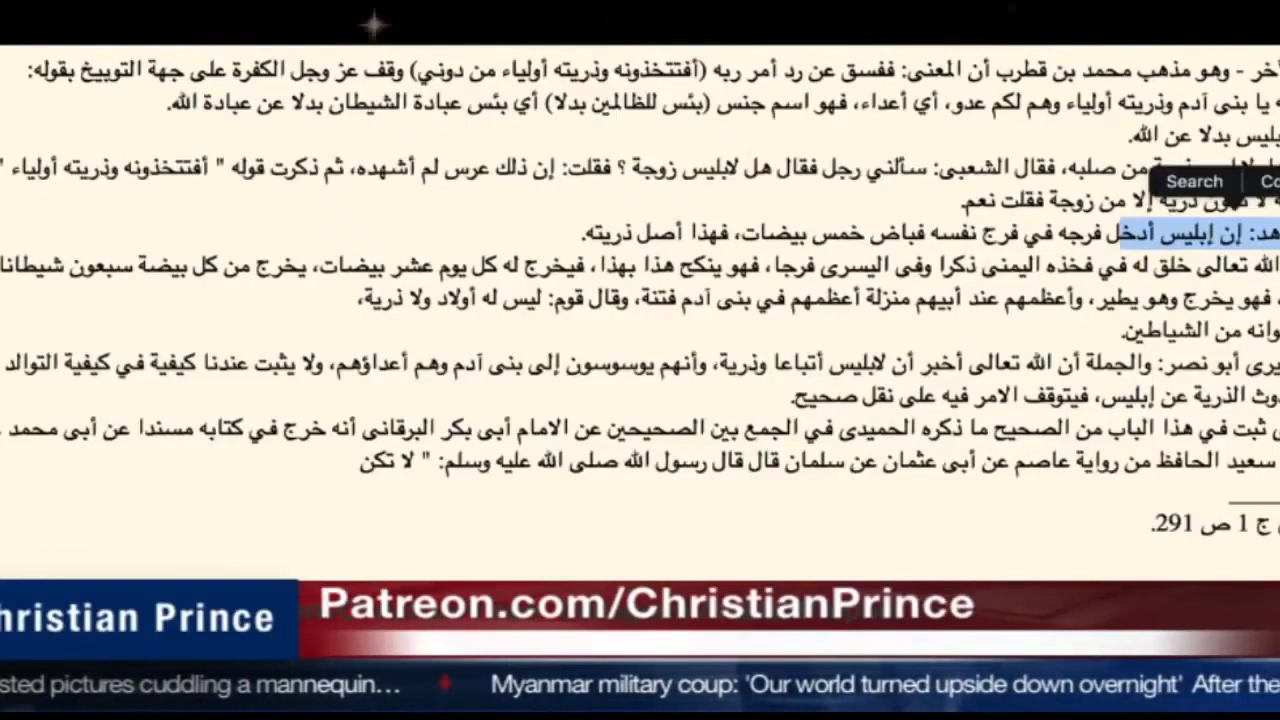 آخر - وهو مذهب محمد بن قطرب أن المعنى: ففسق عن رد أمر ربه (أفتتخذونه وذريته أولياء من دوني) وقف عز وجل الكفرة على جهة التوبيخ بقوله:
يا بنى آدم وذريته أولياء وهم لكم عدو، أي أعداء، فهو اسم جنس (بئس للظالمين بدلا) أي بئس عبادة الشيطان بدلا عن عبادة الله.
بليس بدلا عن الله.
من صلبه، فقال الشعبى: سألني رجل فقال هل لابليس زوجة ؟ فقلت: إن ذلك عرس لم أشهده، ثم ذكرت قوله " أفتتخذونه وذريته أولياء "
ذرية إلا من زوجة فقلت نعم.
هد: إن إبليس أدخل فرجه في فرج نفسه فباض خمس بيضات، فهذا أصل ذريته.
الله تعالى خلق له في فخذه اليمنى ذكرا وفى اليسرى فرجا، فهو ينكح هذا بهذا، فيخرج له كل يوم عشر بيضات، يخرج من كل بيضة سبعون شيطانا
، فهو يخرج وهو يطير، وأعظمهم عند أبيهم منزلة أعظمهم في بنى آدم فتنة، وقال قوم: ليس له أولاد ولا ذرية،
وانه من الشياطين.
يرى أبو نصر: والجملة أن الله تعالى أخبر أن لابليس أتباعا وذرية، وأنهم يوسوسون إلى بنى آدم وهم أعداؤهم، ولا يثبت عندنا كيفية في كيفية التوالد
وث الذرية عن إبليس، فيتوقف الامر فيه على نقل صحيح.
ثبت في هذا الباب من الصحيح ما ذكره الحميدى في الجمع بين الصحيحين عن الامام أبى بكر البرقانى أنه خرج في كتابه مسندا عن أبى محمد
سعيد الحافظ من رواية عاصم عن أبى عثمان عن سلمان قال قال رسول الله صلى الله عليه وسلم: " لا تكن
ج 1 ص 291.
Search
Co
hristian Prince
Patreon.com/ChristianPrince
sted pictures cuddling a mannequin... Myanmar military coup: 'Our world turned upside down overnight' After the